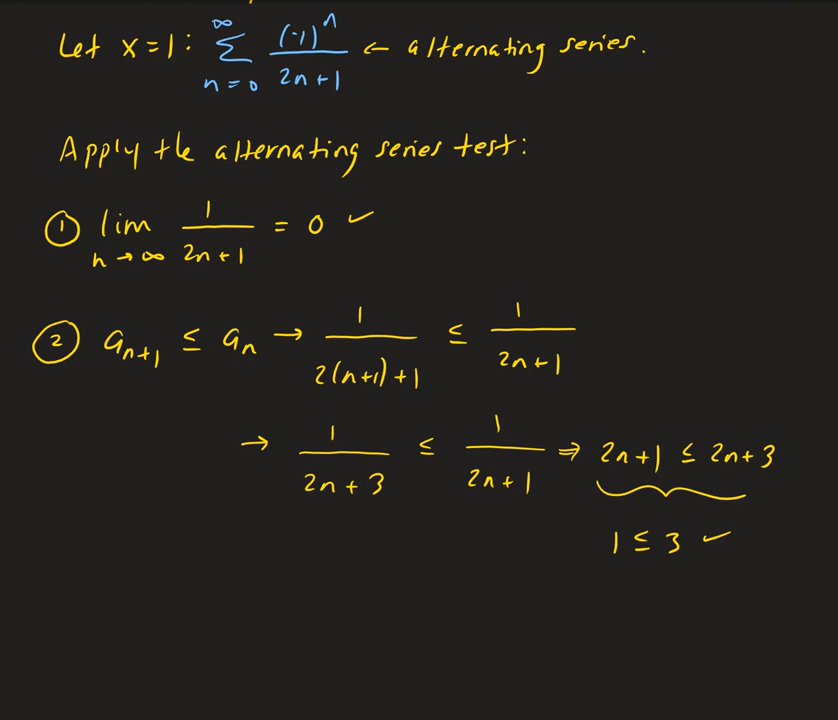 Let x = 1 : ∞∑n=0 (-1)^n / (2n+1) ← alternating series.
Apply the alternating series test:
① lim n→∞ 1/(2n+1) = 0 ✓
② a_{n+1} ≤ a_n → 1/(2(n+1)+1) ≤ 1/(2n+1)
→ 1/(2n+3) ≤ 1/(2n+1) ⇒ 2n+1 ≤ 2n+3
1 ≤ 3 ✓